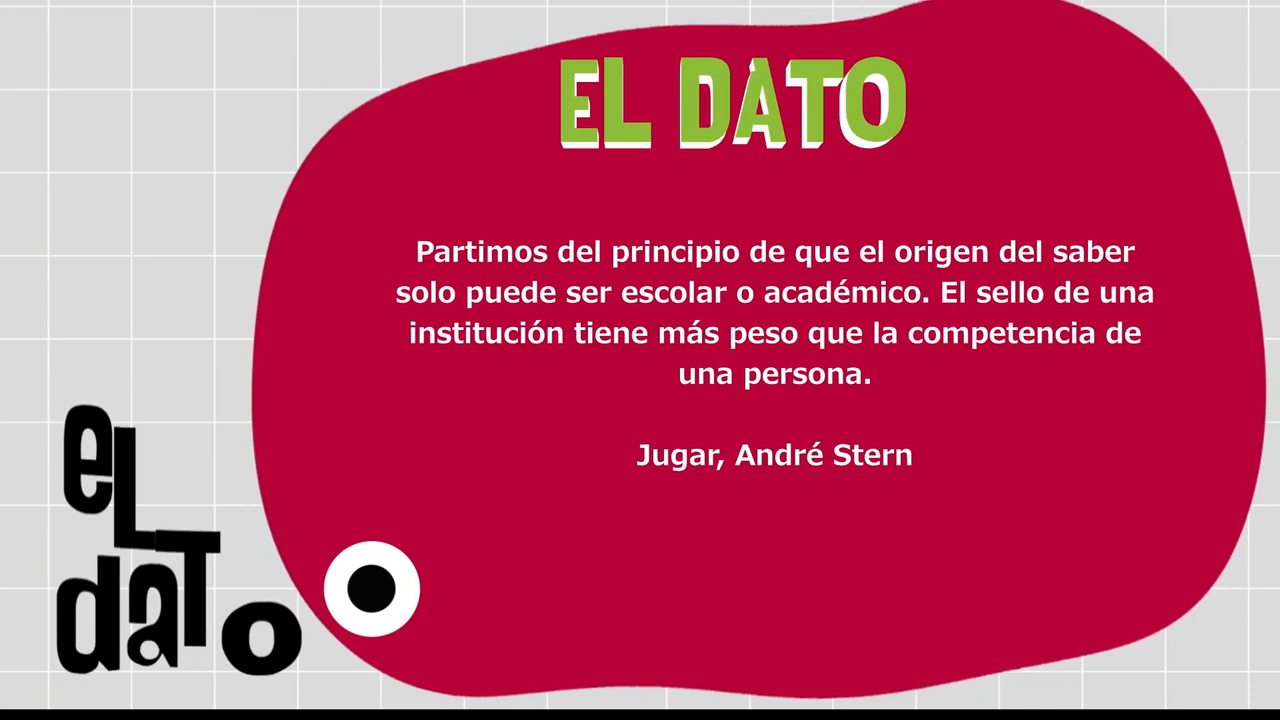 EL DATO
Partimos del principio de que el origen del saber
solo puede ser escolar o académico. El sello de una
institución tiene más peso que la competencia de
una persona.
Jugar, André Stern
eL
daTo